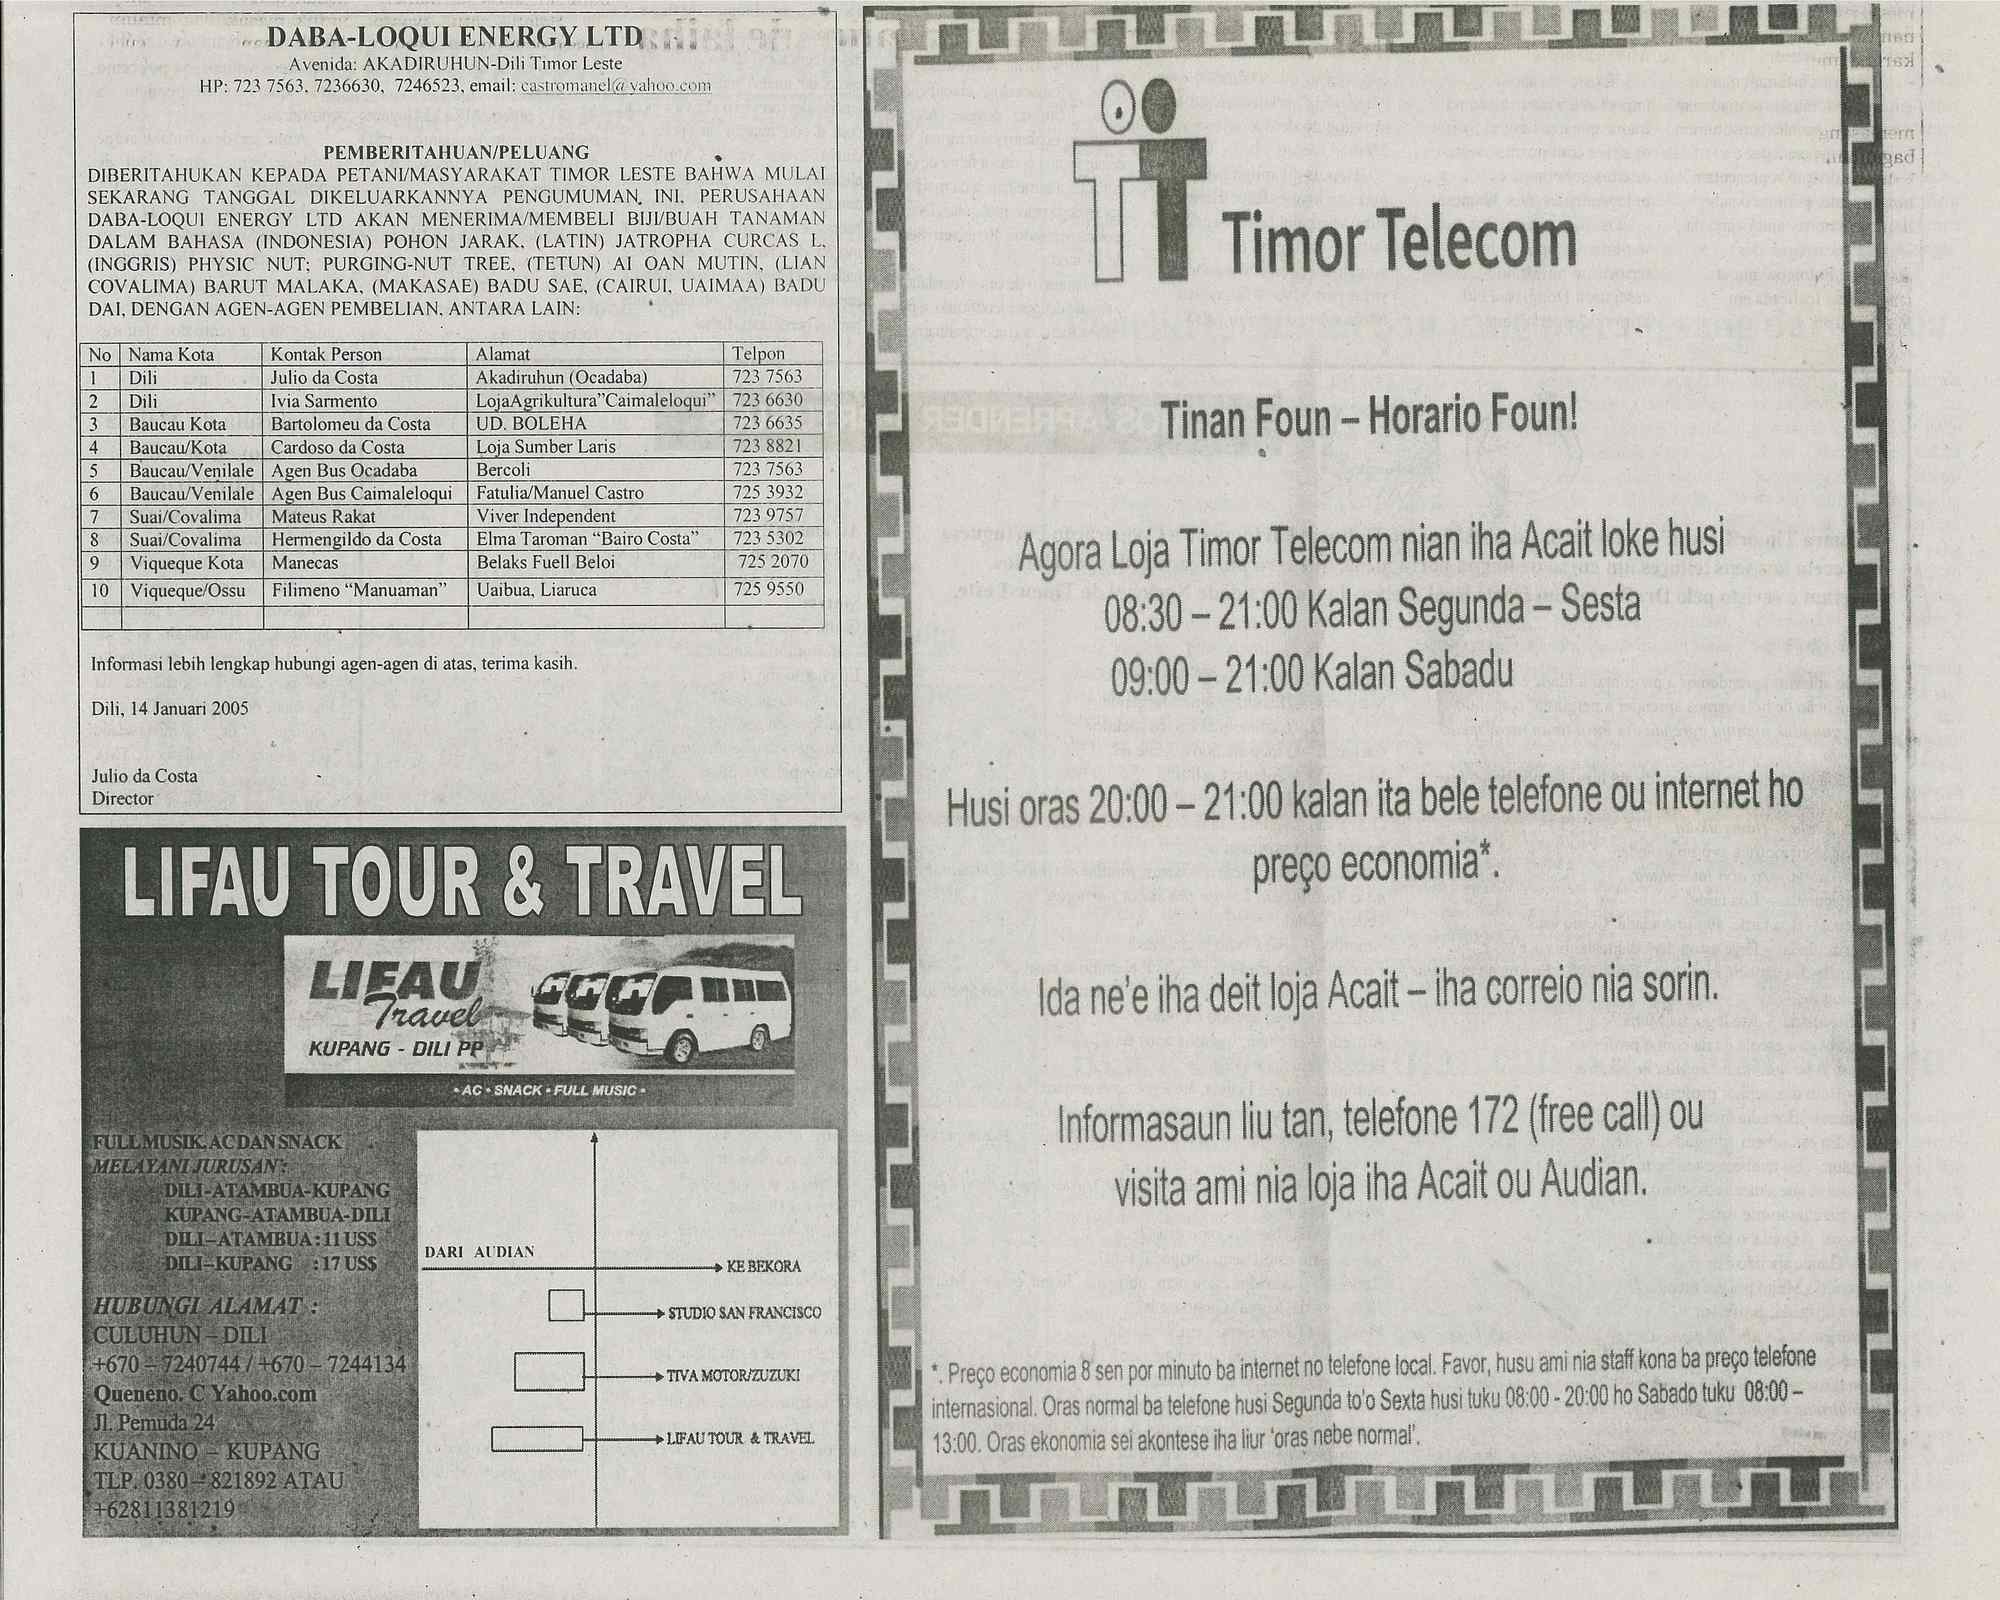 DABA-LOQUI ENERGY LTD
Avenida: AKADIRUHUN-Dili Timor Leste
HP: 723 7563, 7236630, 7246523, email: castromanel@yahoo.com
PEMBERITAHUAN/PELUANG
DIBERITAHUKAN KEPADA PETANI/MASYARAKAT TIMOR LESTE BAHWA MULAI
SEKARANG TANGGAL DIKELUARKANNYA PENGUMUMAN, INI, PERUSAHAAN
DABA-LOQUI ENERGY LTD AKAN MENERIMA/MEMBELI BIJI/BUAH TANAMAN
DALAM BAHASA (INDONESIA) POHON JARAK, (LATIN) JATROPHA CURCAS L,
(INGGRIS) PHYSIC NUT; PURGING-NUT TREE, (TETUN) AI OAN MUTIN, (LIAN
COVALIMA) BARUT MALAKA, (MAKASAE) BADU SAE, (CAIRUI, UAIMAA) BADU
DAI, DENGAN AGEN-AGEN PEMBELIAN, ANTARA LAIN:
No Nama Kota Kontak Person Alamat Telpon
1 Dili Julio da Costa Akadiruhun (Ocadaba) 723 7563
2 Dili Ivia Sarmento LojaAgrikultura"Caimaleloqui" 723 6630
3 Baucau Kota Bartolomeu da Costa UD. BOLEHA 723 6635
4 Baucau/Kota Cardoso da Costa Loja Sumber Laris 723 8821
5 Baucau/Venilale Agen Bus Ocadaba Bercoli 723 7563
6 Baucau/Venilale Agen Bus Caimaleloqui Fatulia/Manuel Castro 725 3932
7 Suai/Covalima Mateus Rakat Viver Independent 723 9757
8 Suai/Covalima Hermengildo da Costa Elma Taroman "Bairo Costa" 723 5302
9 Viqueque Kota Manecas Belaks Fuell Beloi 725 2070
10 Viqueque/Ossu Filimeno "Manuaman" Uaibua, Liaruca 725 9550
Informasi lebih lengkap hubungi agen-agen di atas, terima kasih.
Dili, 14 Januari 2005
Julio da Costa
Director
LIFAU TOUR & TRAVEL
LIFAU
Travel
KUPANG - DILI PP
• AC • SNACK • FULL MUSIC •
FULL MUSIK, AC DAN SNACK
MELAYANI JURUSAN :
DILI-ATAMBUA-KUPANG
KUPANG-ATAMBUA-DILI
DILI–ATAMBUA : 11 US$
DILI–KUPANG : 17 US$
HUBUNGI ALAMAT :
CULUHUN – DILI
+670 – 7240744 / +670 – 7244134
Queneno. C Yahoo.com
Jl. Pemuda 24
KUANINO – KUPANG
TLP. 0380 – 821892 ATAU
+62811381219
DARI AUDIAN
KE BEKORA
STUDIO SAN FRANCISCO
TIVA MOTOR/ZUZUKI
LIFAU TOUR & TRAVEL
Timor Telecom
Tinan Foun – Horario Foun!
Agora Loja Timor Telecom nian iha Acait loke husi
08:30 – 21:00 Kalan Segunda – Sesta
09:00 – 21:00 Kalan Sabadu
Husi oras 20:00 – 21:00 kalan ita bele telefone ou internet ho
preço economia*.
Ida ne'e iha deit loja Acait – iha correio nia sorin.
Informasaun liu tan, telefone 172 (free call) ou
visita ami nia loja iha Acait ou Audian.
*. Preço economia 8 sen por minuto ba internet no telefone local. Favor, husu ami nia staff kona ba preço telefone
internasional. Oras normal ba telefone husi Segunda to'o Sexta husi tuku 08:00 - 20:00 ho Sabado tuku 08:00 –
13:00. Oras ekonomia sei akontese iha liur 'oras nebe normal'.